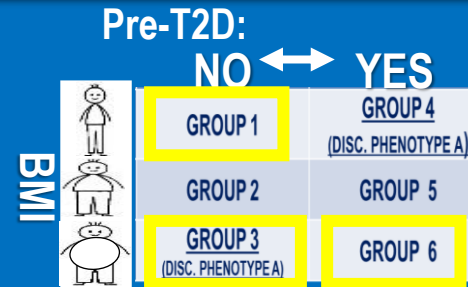 Pre-T2D:
NO YES
BMI
GROUP 1
GROUP 4
(DISC. PHENOTYPE A)
GROUP 2
GROUP 5
GROUP 3
(DISC. PHENOTYPE A)
GROUP 6